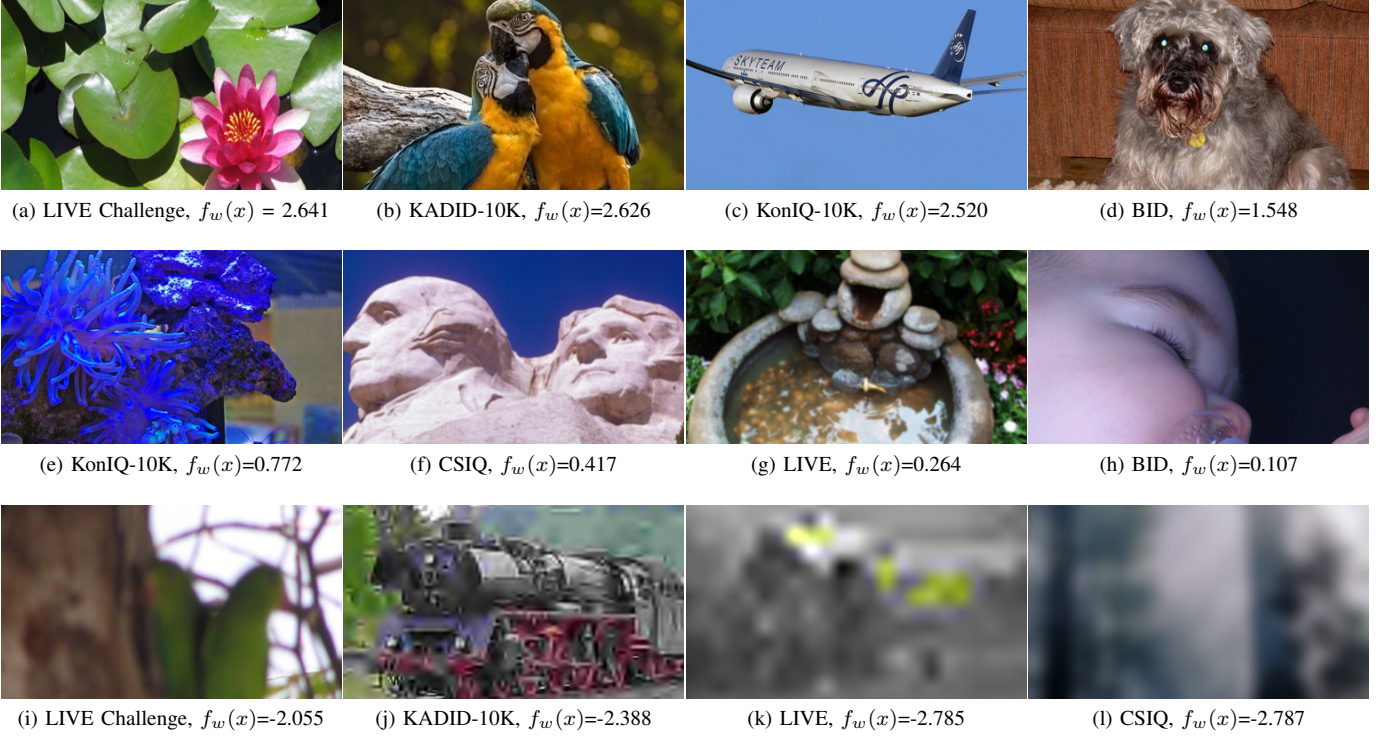 SKYTEAM
(a) LIVE Challenge, f_w(x) = 2.641
(b) KADID-10K, f_w(x)=2.626
(c) KonIQ-10K, f_w(x)=2.520
(d) BID, f_w(x)=1.548
(e) KonIQ-10K, f_w(x)=0.772
(f) CSIQ, f_w(x)=0.417
(g) LIVE, f_w(x)=0.264
(h) BID, f_w(x)=0.107
(i) LIVE Challenge, f_w(x)=-2.055
(j) KADID-10K, f_w(x)=-2.388
(k) LIVE, f_w(x)=-2.785
(l) CSIQ, f_w(x)=-2.787